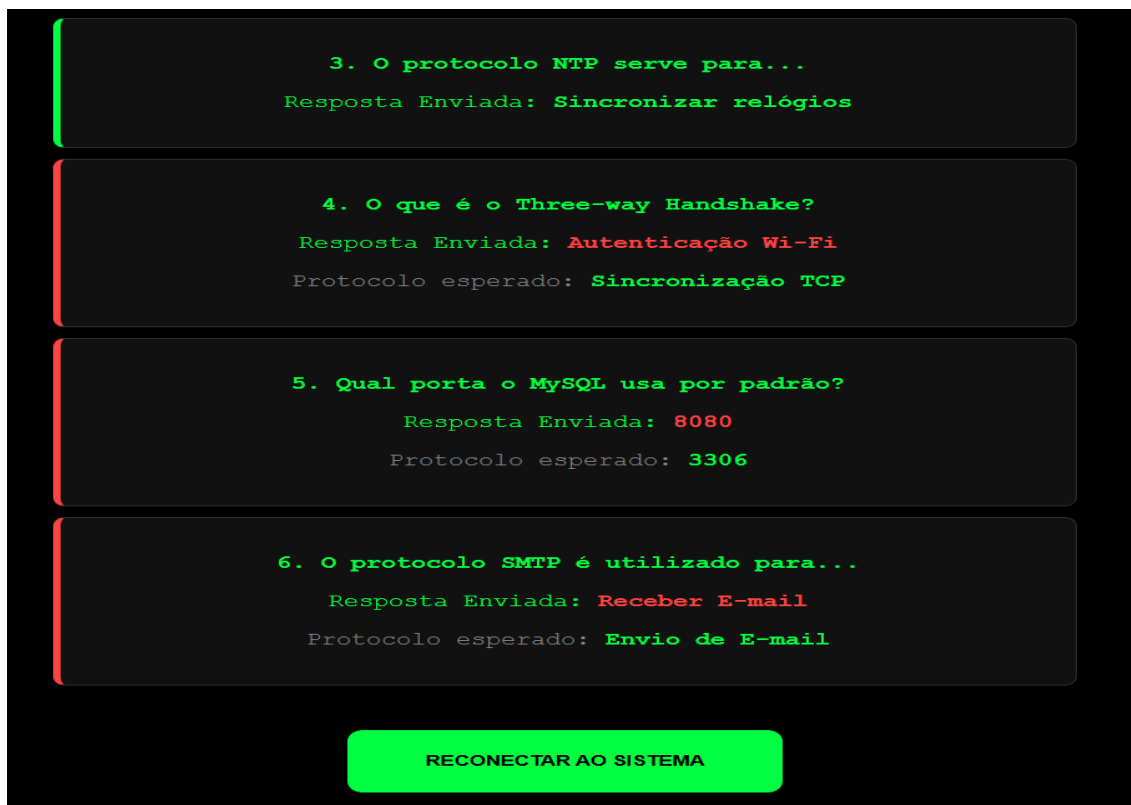 3. O protocolo NTP serve para...
Resposta Enviada: Sincronizar relógios
4. O que é o Three-way Handshake?
Resposta Enviada: Autenticação Wi-Fi
Protocolo esperado: Sincronização TCP
5. Qual porta o MySQL usa por padrão?
Resposta Enviada: 8080
Protocolo esperado: 3306
6. O protocolo SMTP é utilizado para...
Resposta Enviada: Receber E-mail
Protocolo esperado: Envio de E-mail
RECONECTAR AO SISTEMA